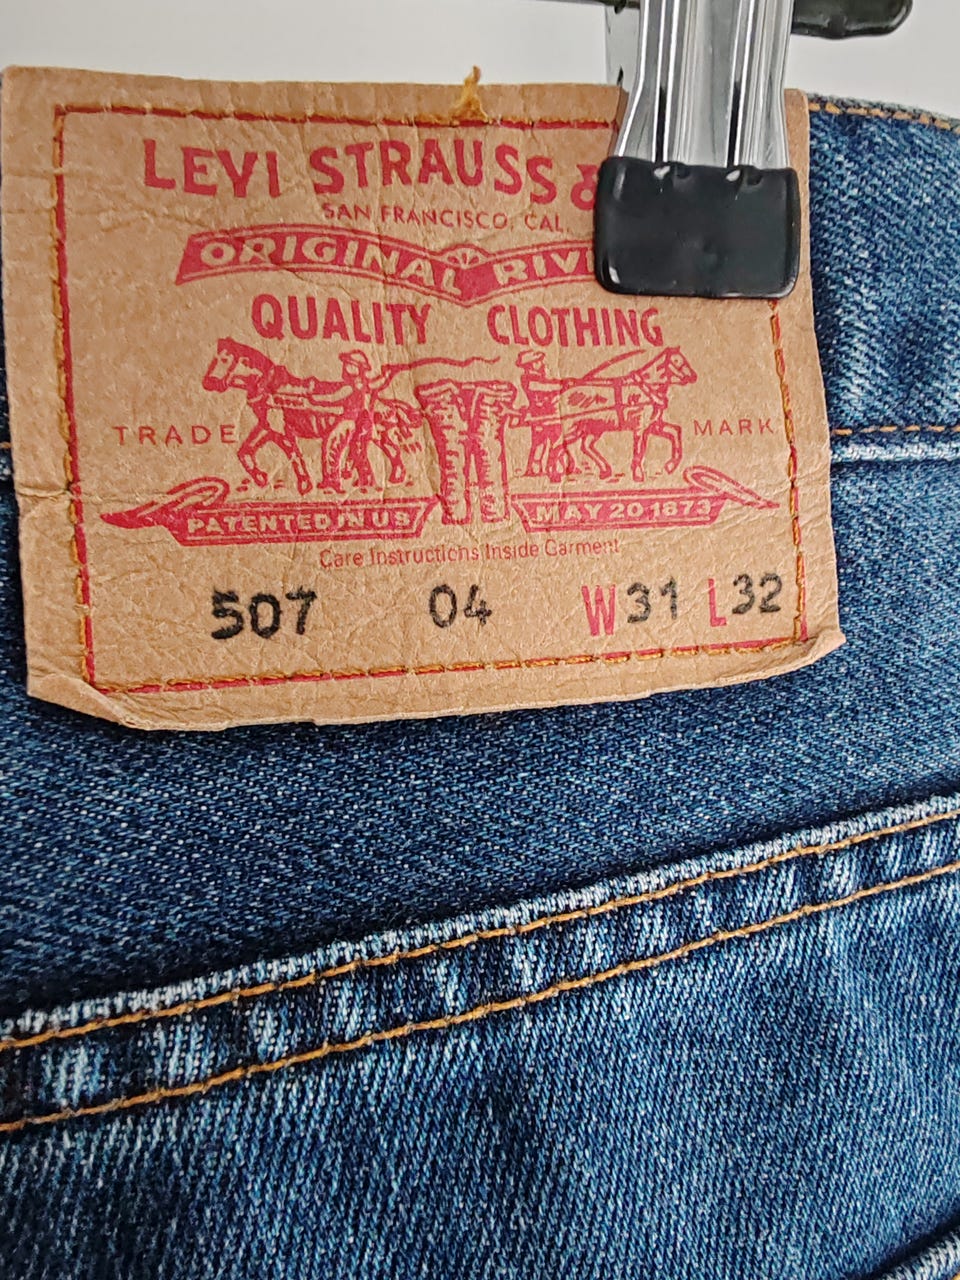 LEVI STRAUSS &
SAN FRANCISCO, CAL.
ORIGINAL RIV
QUALITY CLOTHING
TRADE MARK
PATENTED IN US MAY 20 1873
Care Instructions Inside Garment
507 04 W31 L32